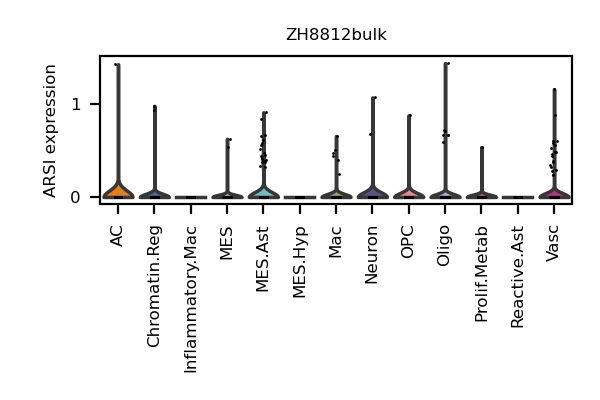 ZH8812bulk
ARSI expression
1
0
AC
Chromatin.Reg
Inflammatory.Mac
MES
MES.Ast
MES.Hyp
Mac
Neuron
OPC
Oligo
Prolif.Metab
Reactive.Ast
Vasc